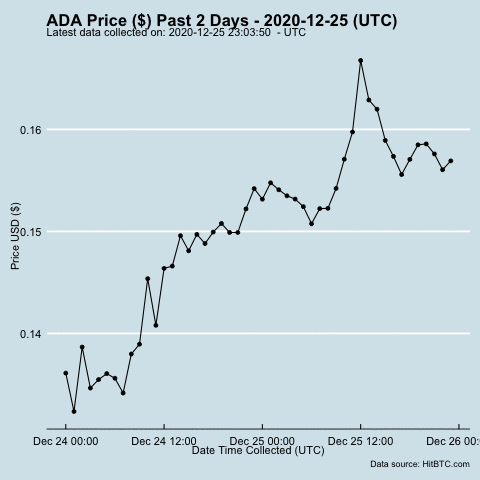 ADA Price ($) Past 2 Days - 2020-12-25 (UTC)
Latest data collected on: 2020-12-25 23:03:50 - UTC
0.16
Price USD ($)
0.15
0.14
Dec 24 00:00 Dec 24 12:00 Dec 25 00:00 Dec 25 12:00 Dec 26 00:
Date Time Collected (UTC)
Data source: HitBTC.com